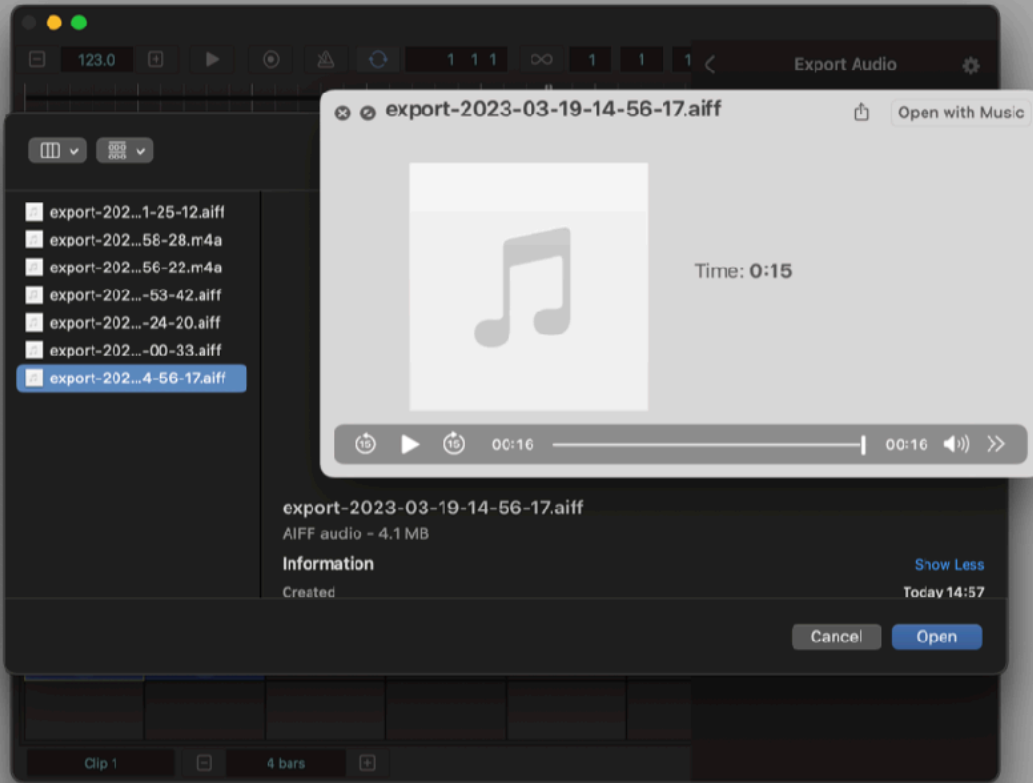 123.0
1 1 1
1
1
1
Export Audio
export-2023-03-19-14-56-17.aiff
Open with Music
export-202...1-25-12.aiff
export-202...58-28.m4a
export-202...56-22.m4a
export-202...-53-42.aiff
export-202...-24-20.aiff
export-202...-00-33.aiff
export-202...4-56-17.aiff
Time: 0:15
15
15
00:16
00:16
export-2023-03-19-14-56-17.aiff
AIFF audio - 4.1 MB
Information
Show Less
Created
Today 14:57
Cancel
Open
Clip 1
4 bars